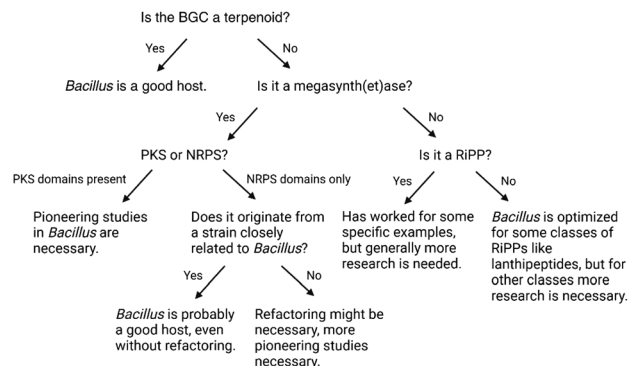 Is the BGC a terpenoid?
Yes
No
Bacillus is a good host.
Is it a megasynth(et)ase?
Yes
No
PKS or NRPS?
Is it a RiPP?
PKS domains present
NRPS domains only
Yes
No
Pioneering studies
in Bacillus are
necessary.
Does it originate from
a strain closely
related to Bacillus?
Has worked for some
specific examples,
but generally more
research is needed.
Bacillus is optimized
for some classes of
RiPPs like
lanthipeptides, but for
other classes more
research is necessary.
Yes
No
Bacillus is probably
a good host, even
without refactoring.
Refactoring might be
necessary, more
pioneering studies
necessary.